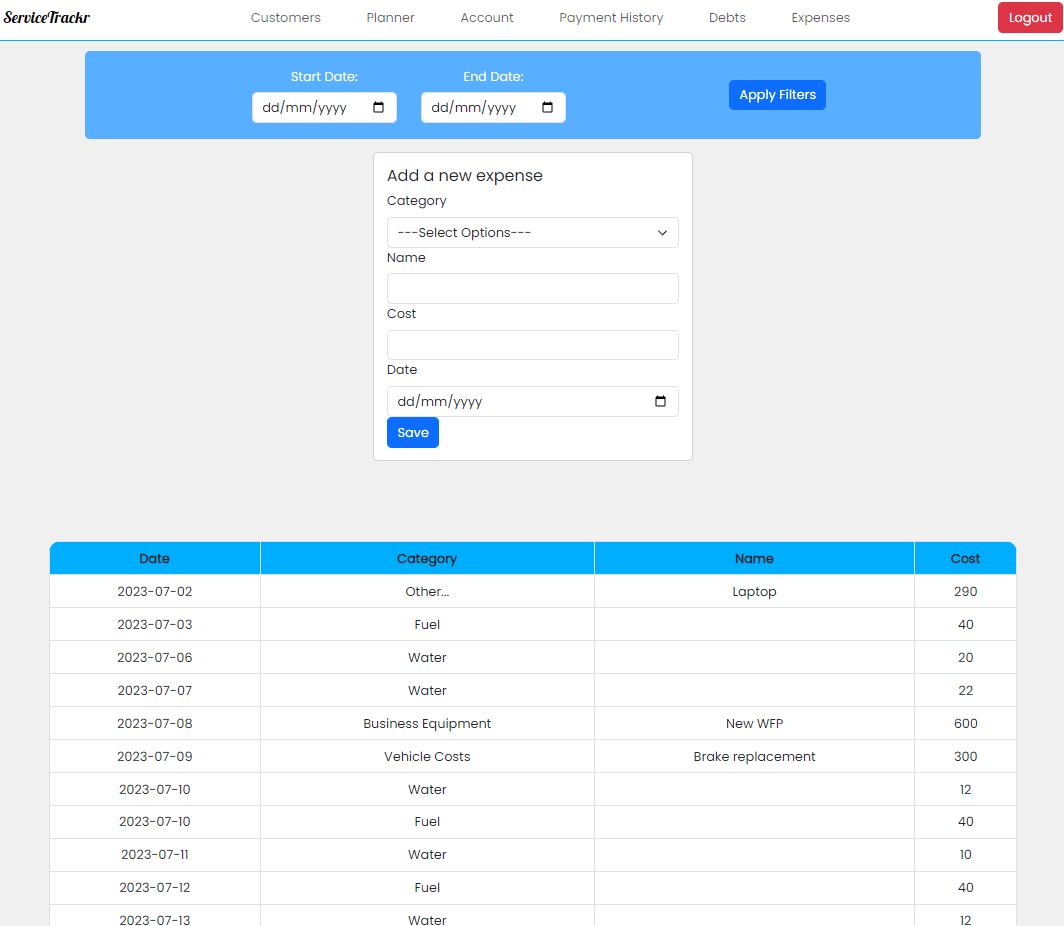 ServiceTrackr Customers Planner Account Payment History Debts Expenses Logout
Start Date: End Date:
dd/mm/yyyy dd/mm/yyyy Apply Filters
Add a new expense
Category
---Select Options---
Name
Cost
Date
dd/mm/yyyy
Save
Date Category Name Cost
2023-07-02 Other... Laptop 290
2023-07-03 Fuel 40
2023-07-06 Water 20
2023-07-07 Water 22
2023-07-08 Business Equipment New WFP 600
2023-07-09 Vehicle Costs Brake replacement 300
2023-07-10 Water 12
2023-07-10 Fuel 40
2023-07-11 Water 10
2023-07-12 Fuel 40
2023-07-13 Water 12